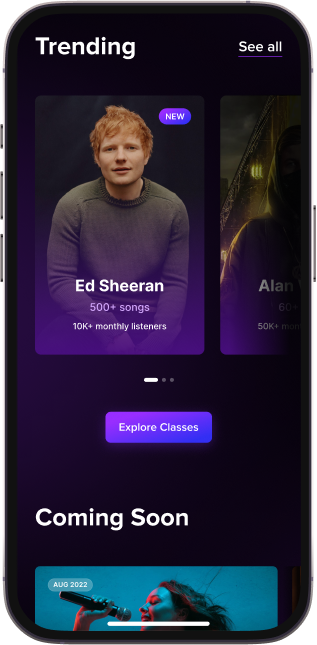 Trending
See all
NEW
Ed Sheeran
500+ songs
10K+ monthly listeners
Alan
60+
50K+
Explore Classes
Coming Soon
AUG 2022